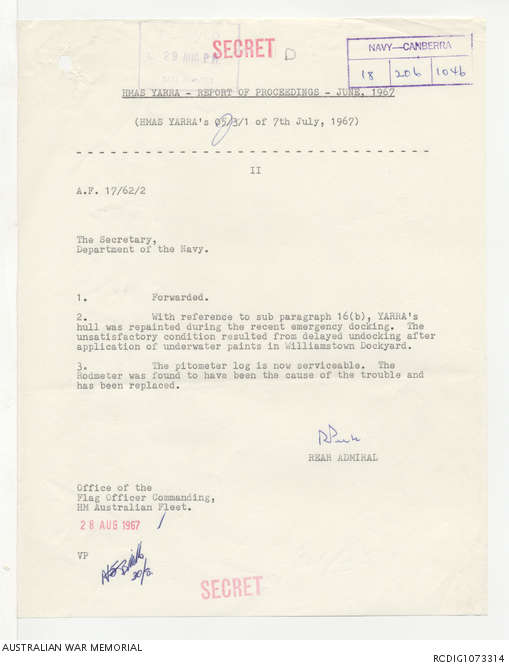 SECRET
D
29 AUG
NAVY—CANBERRA
18 206 1046
HMAS YARRA - REPORT OF PROCEEDINGS - JUNE, 1967
(HMAS YARRA's 05/3/1 of 7th July, 1967)
II
A.F. 17/62/2
The Secretary,
Department of the Navy.
1. Forwarded.
2. With reference to sub paragraph 16(b), YARRA's
hull was repainted during the recent emergency docking. The
unsatisfactory condition resulted from delayed undocking after
application of underwater paints in Williamstown Dockyard.
3. The pitometer log is now serviceable. The
Rodmeter was found to have been the cause of the trouble and
has been replaced.
REAR ADMIRAL
Office of the
Flag Officer Commanding,
HM Australian Fleet.
28 AUG 1967
VP
SECRET
AUSTRALIAN WAR MEMORIAL
RCDIG1073314